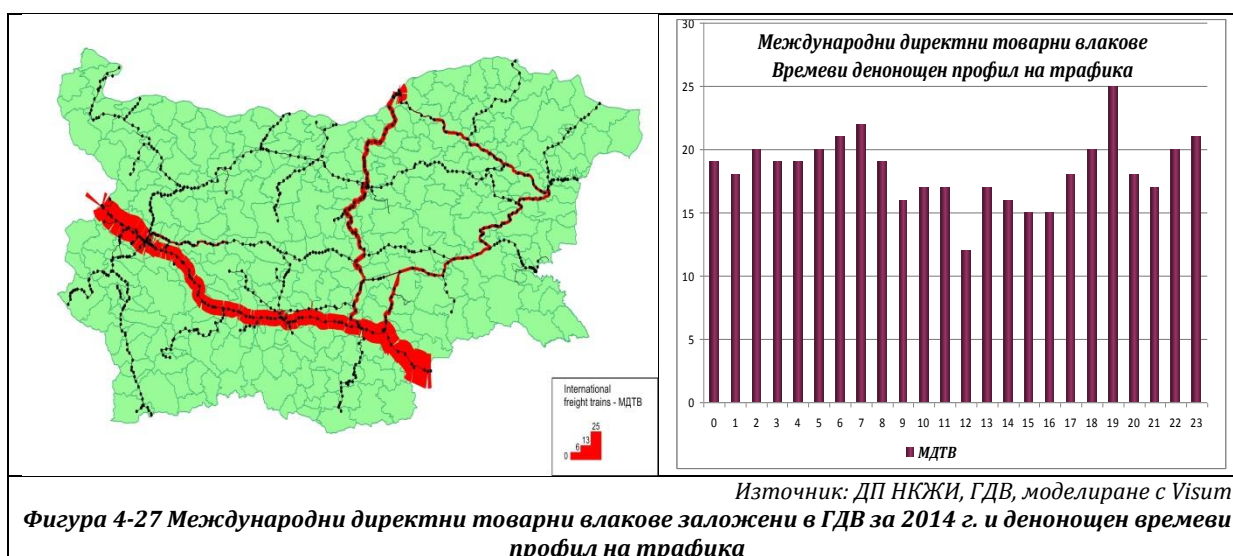 International
freight trains - МДТВ
25
13
6
0
Международни директни товарни влакове
Времеви денонощен профил на трафика
30
25
20
15
10
5
0
0 1 2 3 4 5 6 7 8 9 10 11 12 13 14 15 16 17 18 19 20 21 22 23
МДТВ
Източник: ДП НКЖИ, ГДВ, моделиране с Visum
Фигура 4-27 Международни директни товарни влакове заложени в ГДВ за 2014 г. и денонощен времеви
профил на трафика